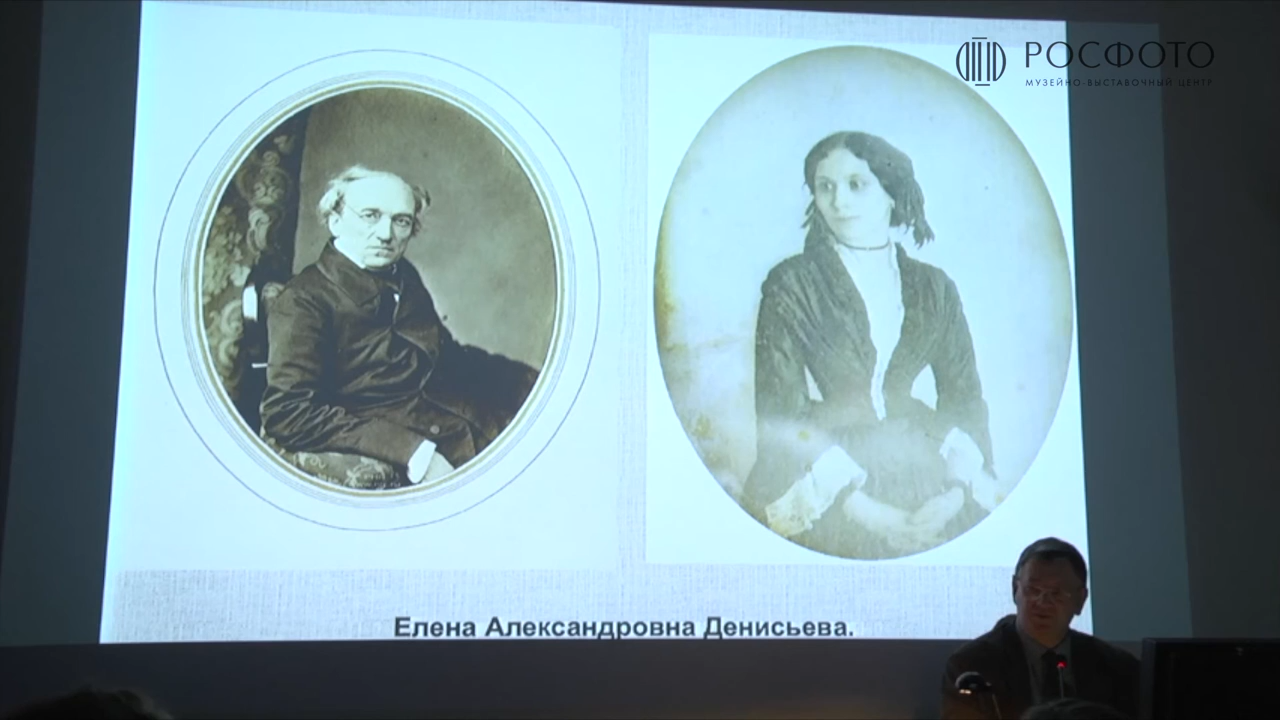 РОСФОТО
МУЗЕЙНО-ВЫСТАВОЧНЫЙ ЦЕНТР
Елена Александровна Денисьева.